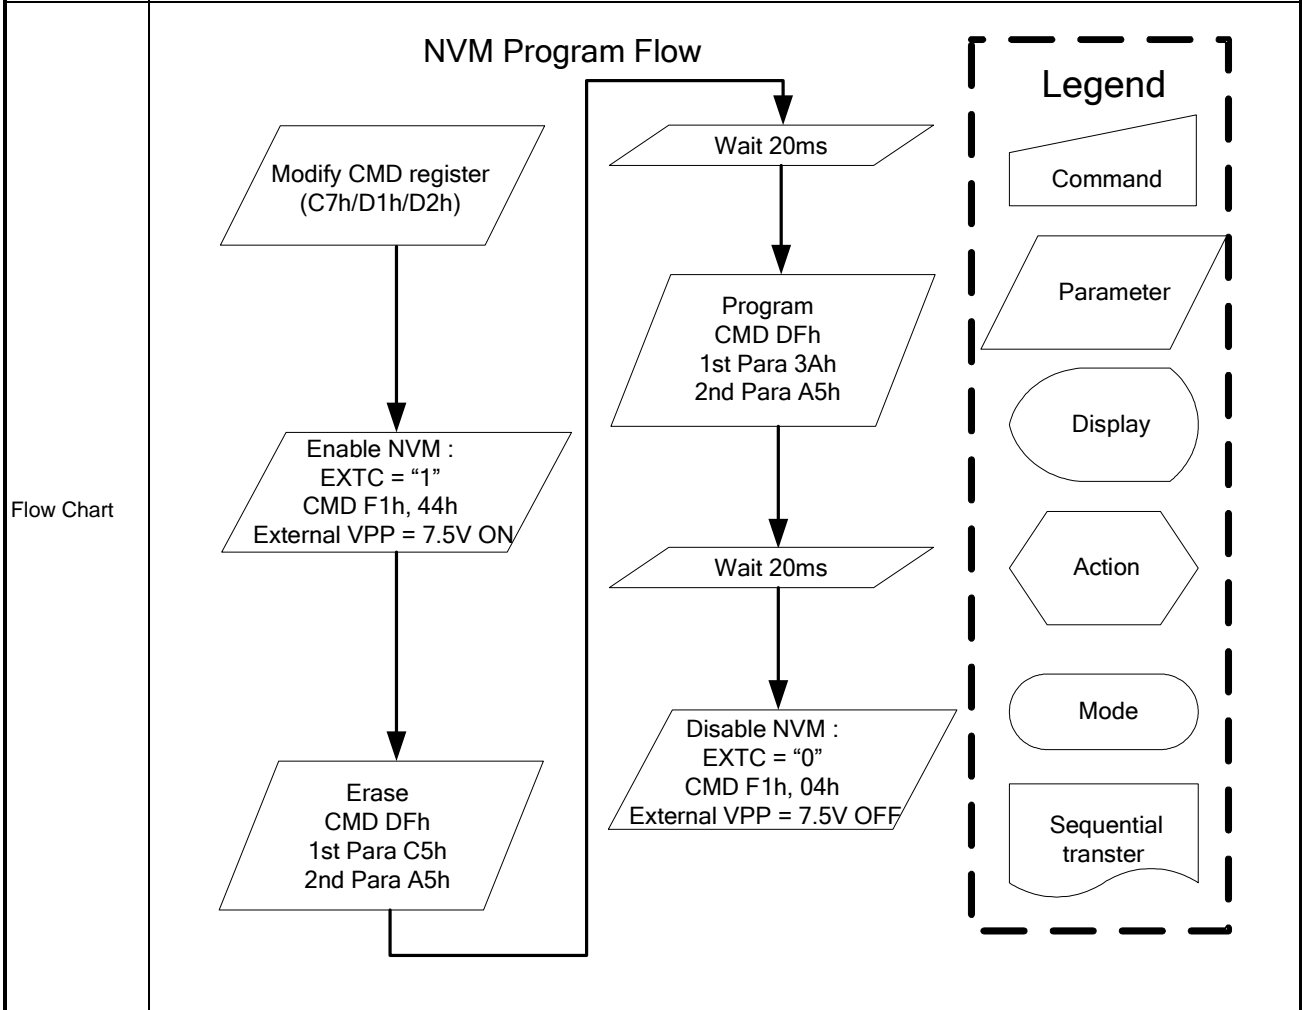 Flow Chart
NVM Program Flow
Modify CMD register
(C7h/D1h/D2h)
Enable NVM :
EXTC = “1”
CMD F1h, 44h
External VPP = 7.5V ON
Erase
CMD DFh
1st Para C5h
2nd Para A5h
Wait 20ms
Program
CMD DFh
1st Para 3Ah
2nd Para A5h
Wait 20ms
Disable NVM :
EXTC = “0”
CMD F1h, 04h
External VPP = 7.5V OFF
Legend
Command
Parameter
Display
Action
Mode
Sequential
transter